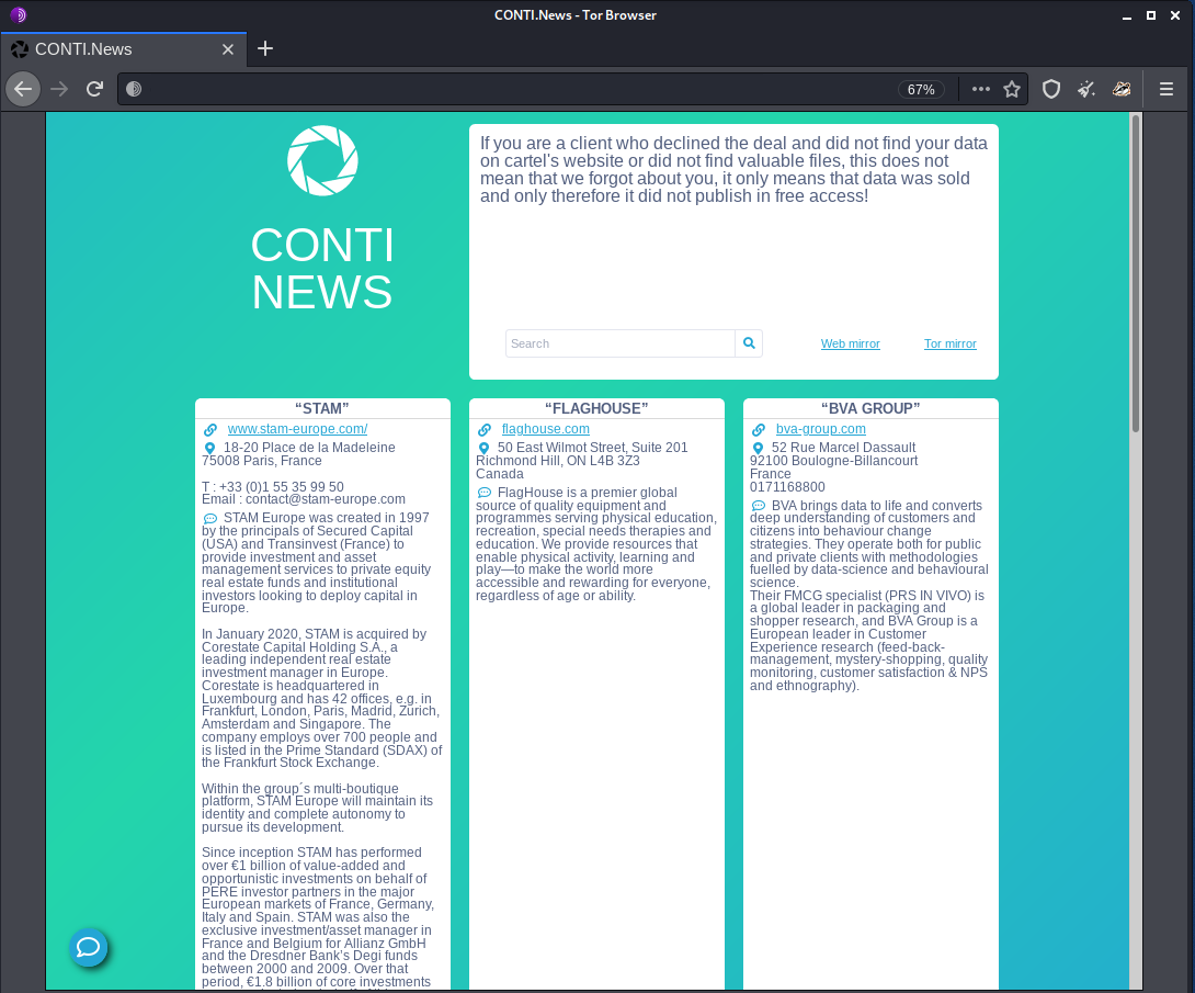 CONTI.News - Tor Browser
CONTI.News
67%
CONTI
NEWS
If you are a client who declined the deal and did not find your data
on cartel's website or did not find valuable files, this does not
mean that we forgot about you, it only means that data was sold
and only therefore it did not publish in free access!
Search
Web mirror
Tor mirror
“STAM”
www.stam-europe.com/
18-20 Place de la Madeleine
75008 Paris, France
T : +33 (0)1 55 35 99 50
Email : contact@stam-europe.com
STAM Europe was created in 1997
by the principals of Secured Capital
(USA) and Transinvest (France) to
provide investment and asset
management services to private equity
real estate funds and institutional
investors looking to deploy capital in
Europe.
In January 2020, STAM is acquired by
Corestate Capital Holding S.A., a
leading independent real estate
investment manager in Europe.
Corestate is headquartered in
Luxembourg and has 42 offices, e.g. in
Frankfurt, London, Paris, Madrid, Zurich,
Amsterdam and Singapore. The
company employs over 700 people and
is listed in the Prime Standard (SDAX) of
the Frankfurt Stock Exchange.
Within the group´s multi-boutique
platform, STAM Europe will maintain its
identity and complete autonomy to
pursue its development.
Since inception STAM has performed
over €1 billion of value-added and
opportunistic investments on behalf of
PERE investor partners in the major
European markets of France, Germany,
Italy and Spain. STAM was also the
exclusive investment/asset manager in
France and Belgium for Allianz GmbH
and the Dresdner Bank’s Degi funds
between 2000 and 2009. Over that
period, €1.8 billion of core investments
“FLAGHOUSE”
flaghouse.com
50 East Wilmot Street, Suite 201
Richmond Hill, ON L4B 3Z3
Canada
FlagHouse is a premier global
source of quality equipment and
programmes serving physical education,
recreation, special needs therapies and
education. We provide resources that
enable physical activity, learning and
play—to make the world more
accessible and rewarding for everyone,
regardless of age or ability.
“BVA GROUP”
bva-group.com
52 Rue Marcel Dassault
92100 Boulogne-Billancourt
France
0171168800
BVA brings data to life and converts
deep understanding of customers and
citizens into behaviour change
strategies. They operate both for public
and private clients with methodologies
fuelled by data-science and behavioural
science.
Their FMCG specialist (PRS IN VIVO) is
a global leader in packaging and
shopper research, and BVA Group is a
European leader in Customer
Experience research (feed-back-
management, mystery-shopping, quality
monitoring, customer satisfaction & NPS
and ethnography).